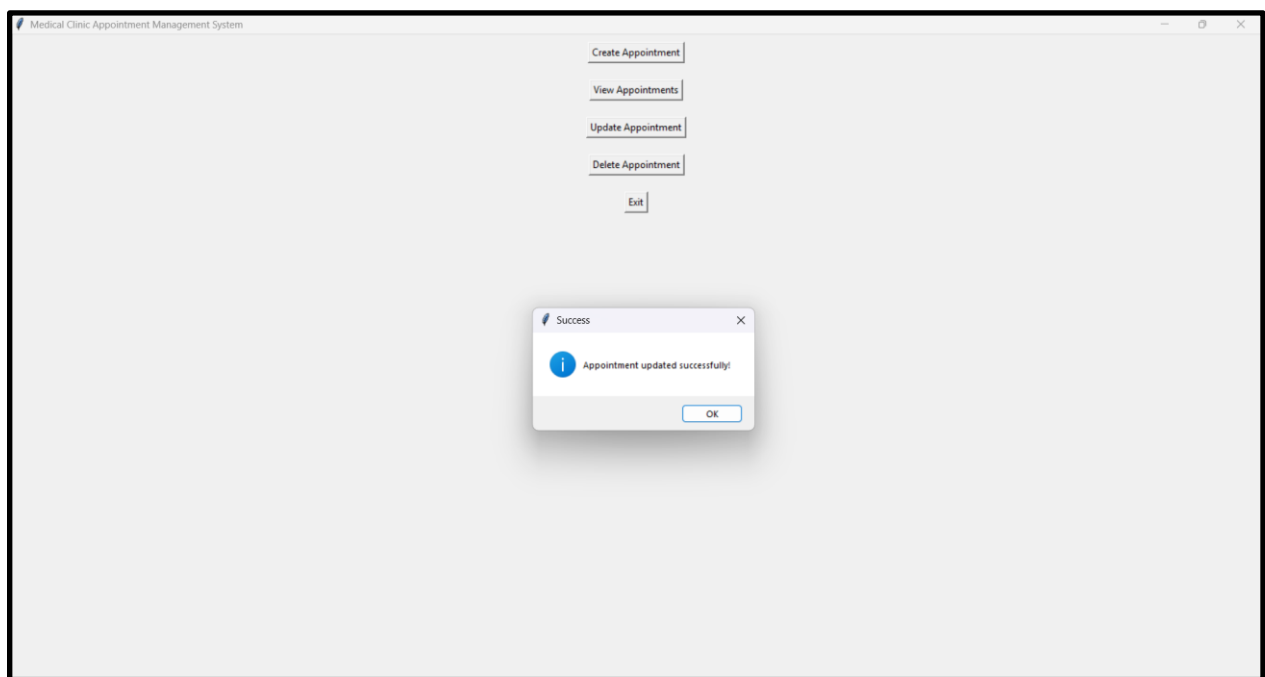 Medical Clinic Appointment Management System
Create Appointment
View Appointments
Update Appointment
Delete Appointment
Exit
Success
Appointment updated successfully!
OK